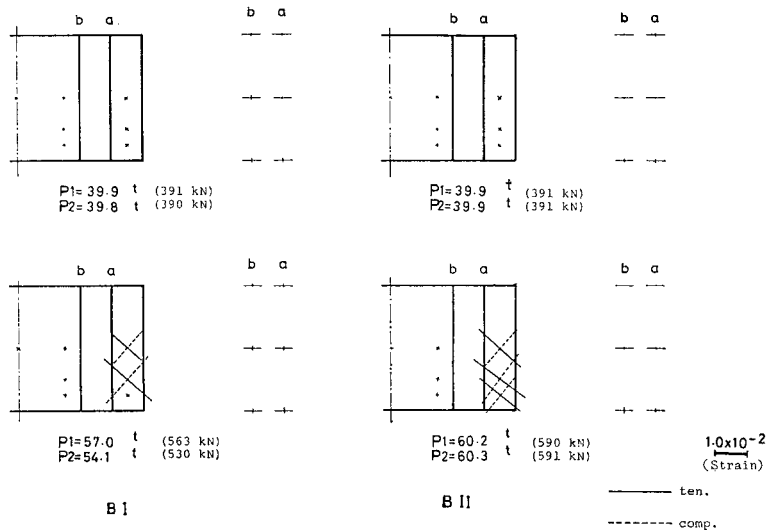 b a b a
b a b a
P1=39.9 t (391 kN)
P2=39.8 t (390 kN)
P1=39.9 t (391 kN)
P2=39.9 t (391 kN)
b a b a
b a b a
P1=57.0 t (563 kN)
P2=54.1 t (530 kN)
P1=60.2 t (590 kN)
P2=60.3 t (591 kN)
1.0x10-2
(Strain)
ten.
comp.
B I
B II